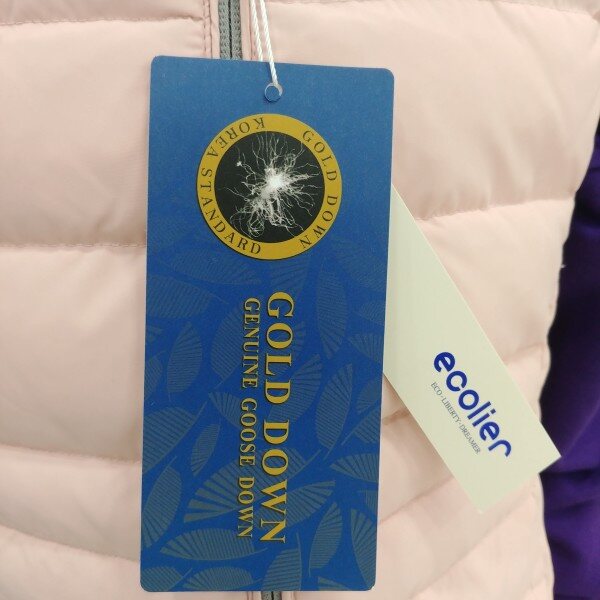 GOLD DOWN
KOREA STANDARD
GOLD DOWN
GENUINE GOOSE DOWN
ecolier
ECO·LIBERTY·DREAMER